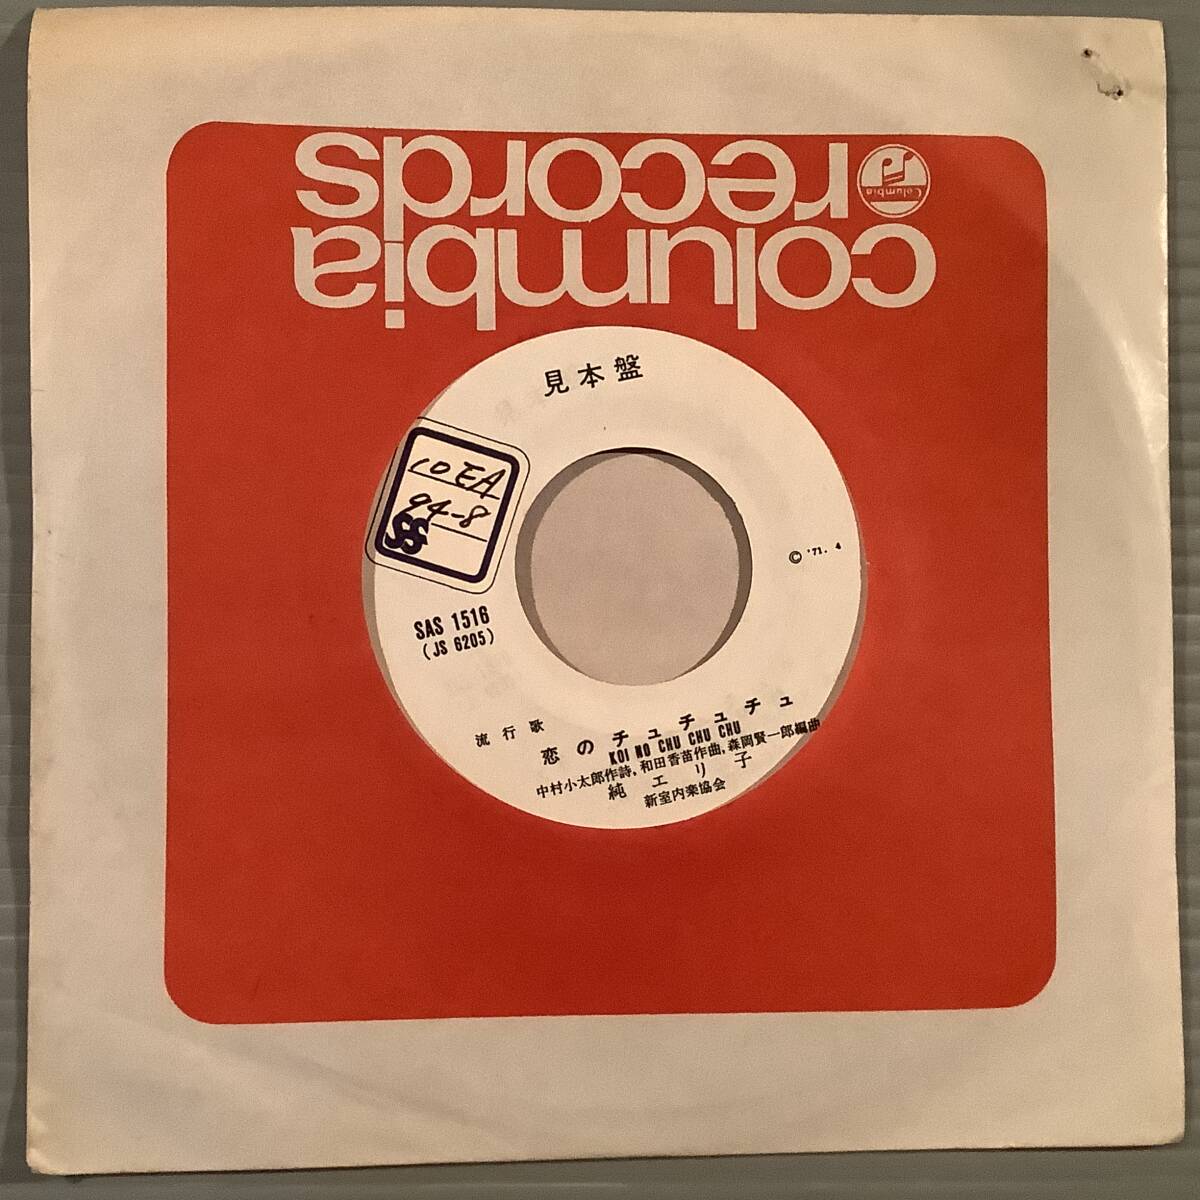 columbia
records
Columbia
見本盤
10EA
94-8
SS
© '71. 4
SAS 1516
(JS 6205)
流行歌
恋のチュチュチュ
KOI NO CHU CHU CHU
中村小太郎作詩, 和田香苗作曲, 森岡賢一郎編曲
純エリ子
新室内楽協会